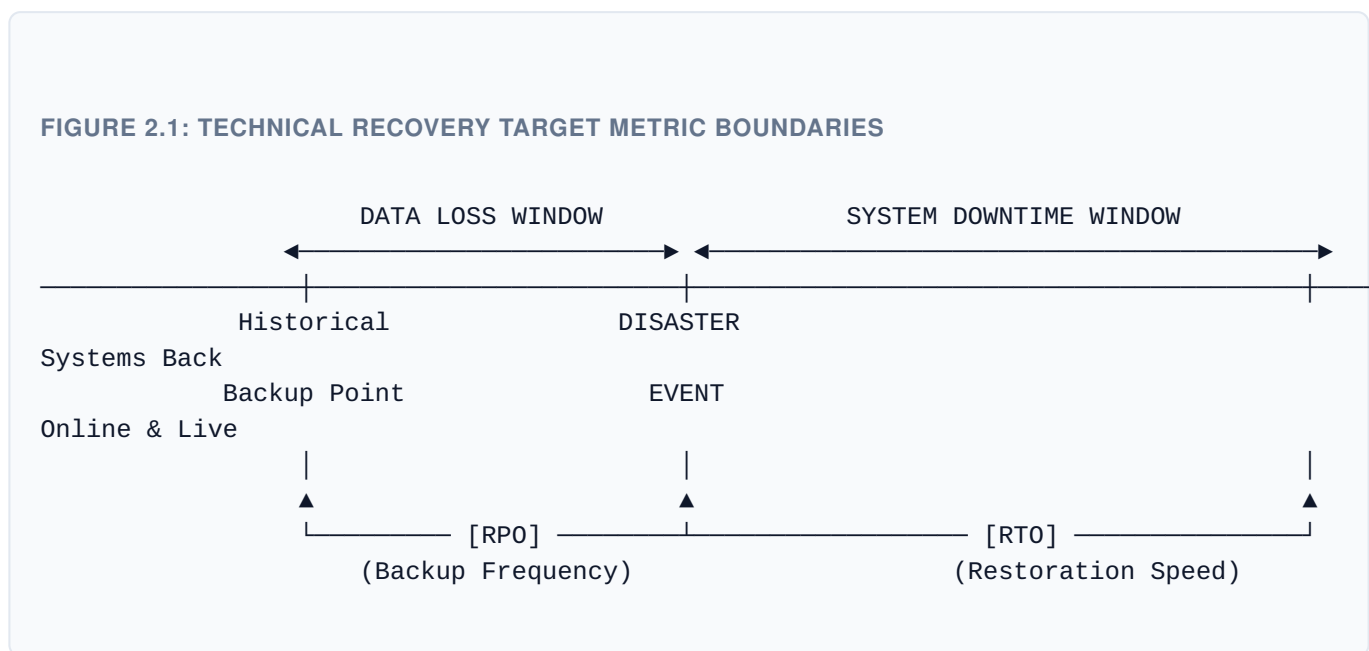 FIGURE 2.1: TECHNICAL RECOVERY TARGET METRIC BOUNDARIES
DATA LOSS WINDOW SYSTEM DOWNTIME WINDOW
Historical DISASTER
Systems Back
Backup Point EVENT
Online & Live
[RPO] [RTO]
(Backup Frequency) (Restoration Speed)